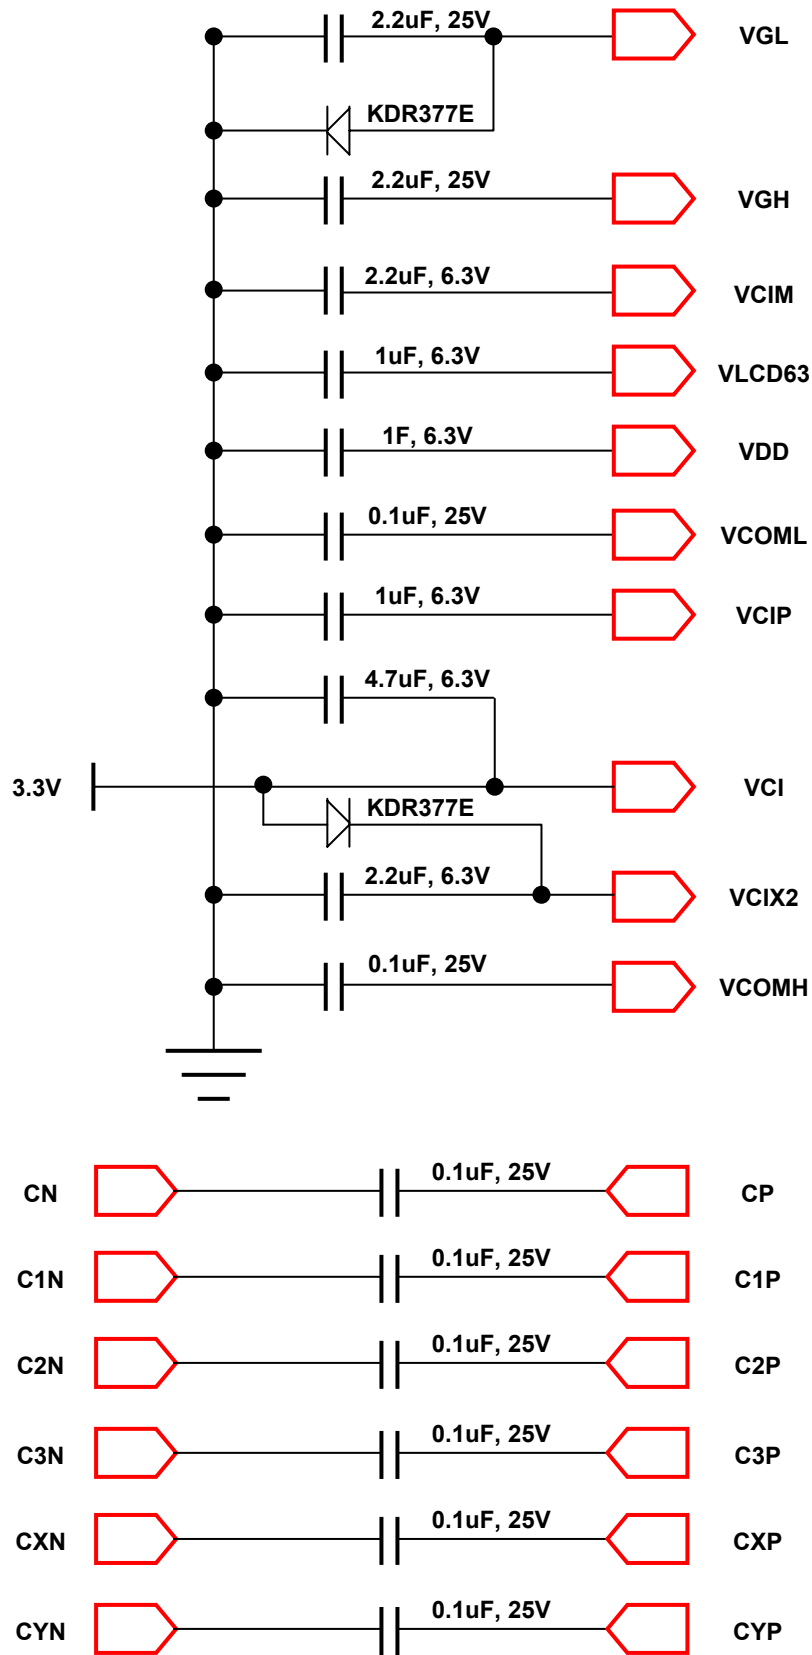 2.2uF, 25V
VGL
KDR377E
2.2uF, 25V
VGH
2.2uF, 6.3V
VCIM
1uF, 6.3V
VLCD63
1F, 6.3V
VDD
0.1uF, 25V
VCOML
1uF, 6.3V
VCIP
4.7uF, 6.3V
3.3V
VCI
KDR377E
2.2uF, 6.3V
VCIX2
0.1uF, 25V
VCOMH
CN
0.1uF, 25V
CP
C1N
0.1uF, 25V
C1P
C2N
0.1uF, 25V
C2P
C3N
0.1uF, 25V
C3P
CXN
0.1uF, 25V
CXP
CYN
0.1uF, 25V
CYP